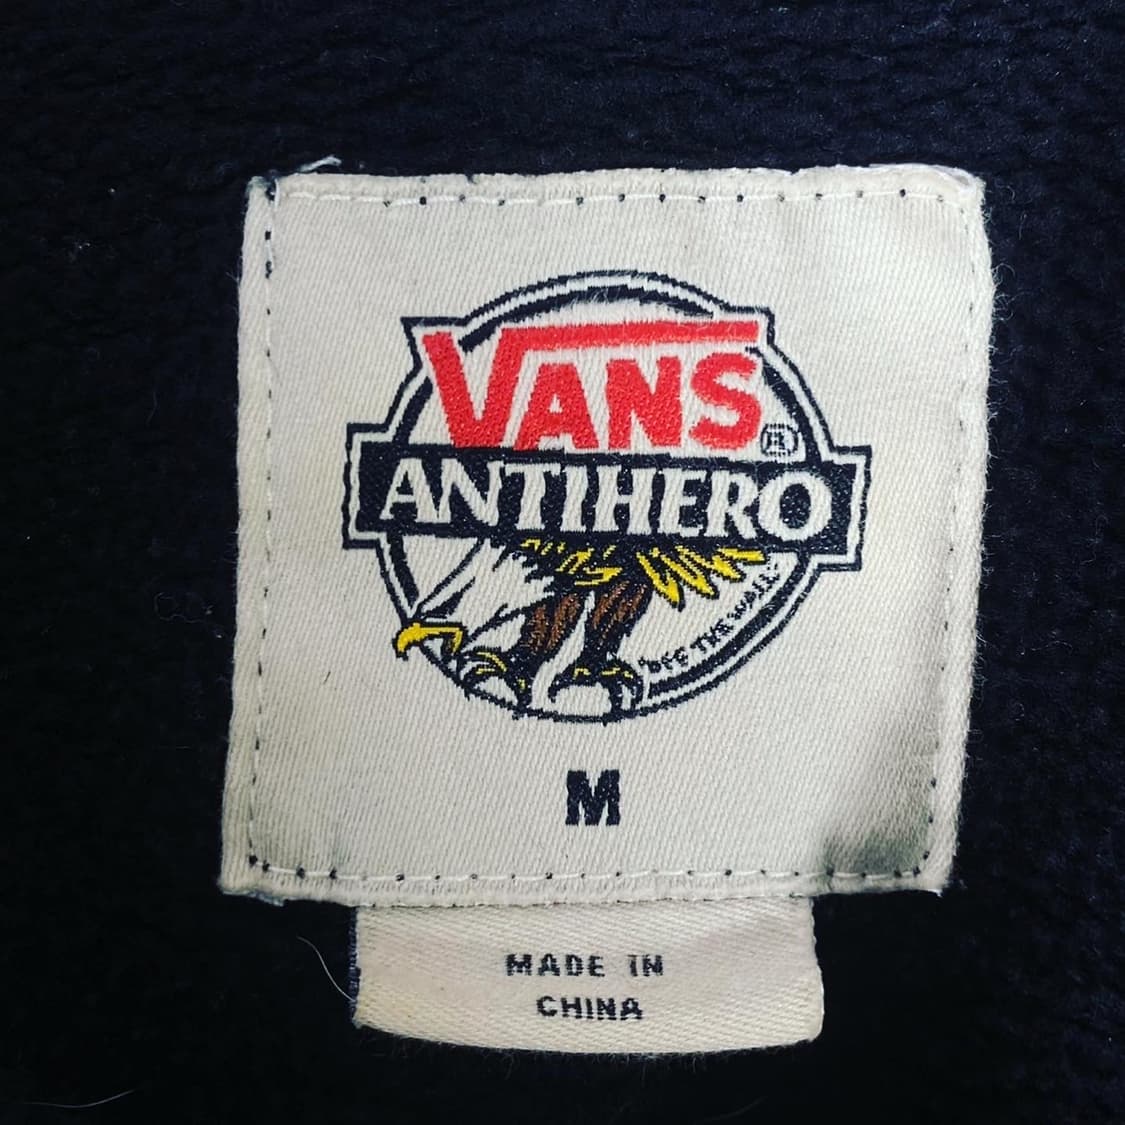 VANS®
ANTIHERO
"OFF THE WALL"
M
MADE IN
CHINA